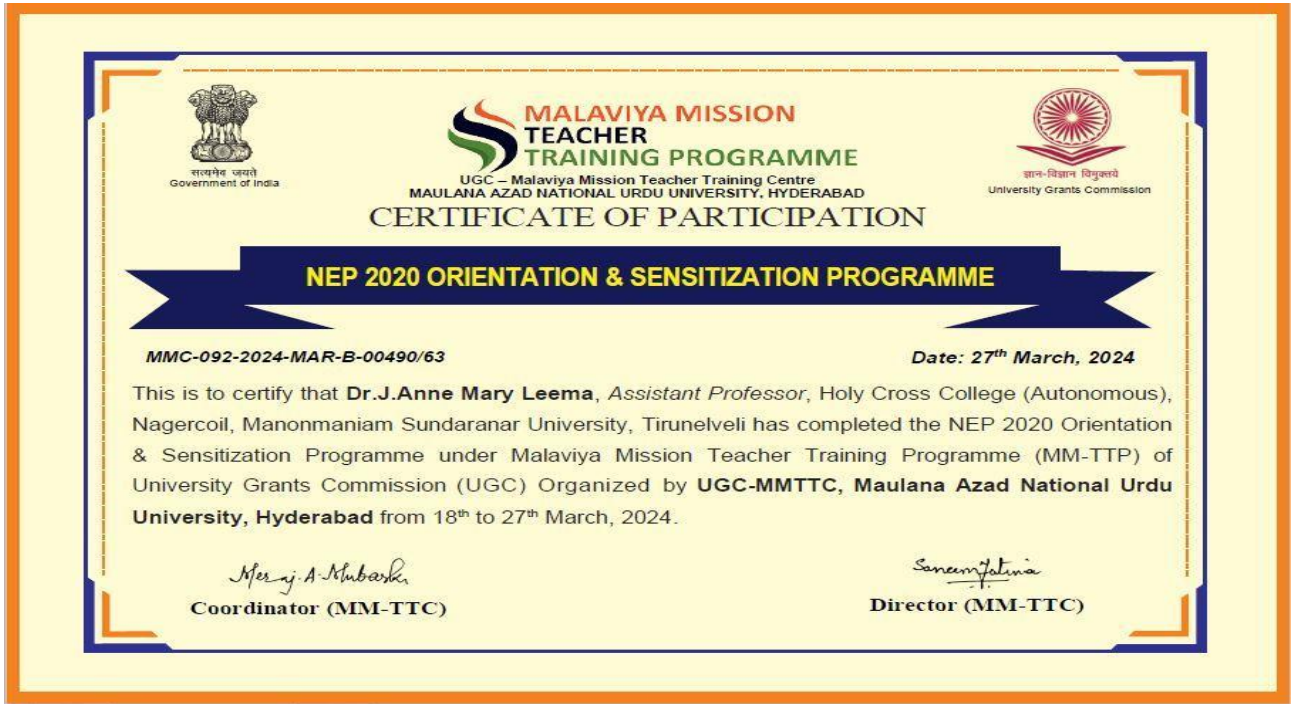 सत्यमेव जयते
Government of India
MALAVIYA MISSION
TEACHER
TRAINING PROGRAMME
UGC – Malaviya Mission Teacher Training Centre
MAULANA AZAD NATIONAL URDU UNIVERSITY, HYDERABAD
ज्ञान-विज्ञान विमुक्तये
University Grants Commission
CERTIFICATE OF PARTICIPATION
NEP 2020 ORIENTATION & SENSITIZATION PROGRAMME
MMC-092-2024-MAR-B-00490/63
Date: 27th March, 2024
This is to certify that Dr.J.Anne Mary Leema, Assistant Professor, Holy Cross College (Autonomous),
Nagercoil, Manonmaniam Sundaranar University, Tirunelveli has completed the NEP 2020 Orientation
& Sensitization Programme under Malaviya Mission Teacher Training Programme (MM-TTP) of
University Grants Commission (UGC) Organized by UGC-MMTTC, Maulana Azad National Urdu
University, Hyderabad from 18th to 27th March, 2024.
Meraj.A.Mubarki
Saneem Fatima
Coordinator (MM-TTC)
Director (MM-TTC)